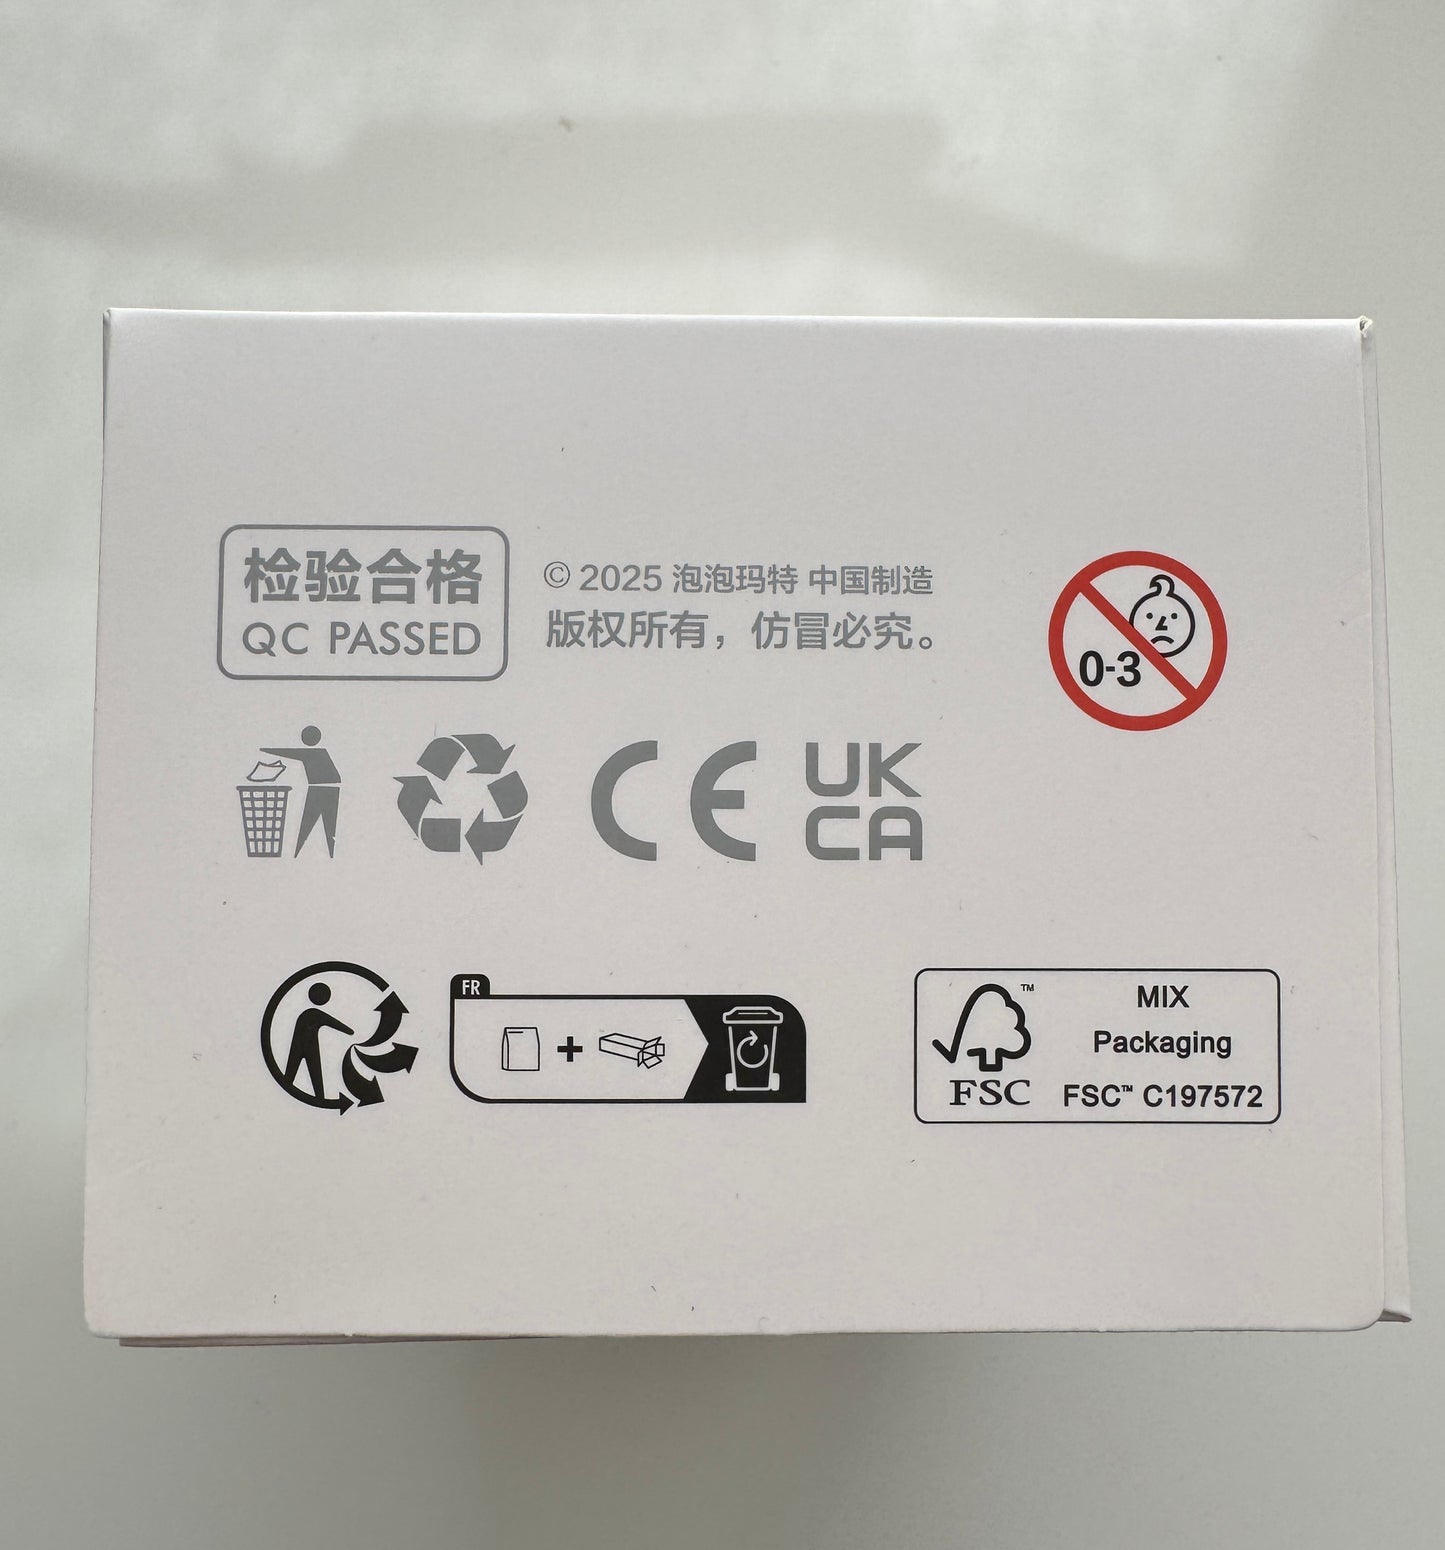 检验合格
QC PASSED
© 2025 泡泡玛特 中国制造
版权所有，仿冒必究。
0-3
CE
UK
CA
FR
FSC
™
MIX
Packaging
FSC™ C197572